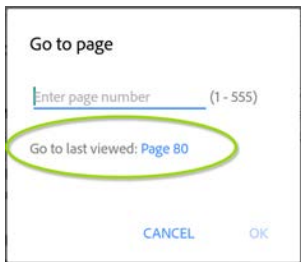 Go to page
Enter page number (1 - 555)
Go to last viewed: Page 80
CANCEL OK